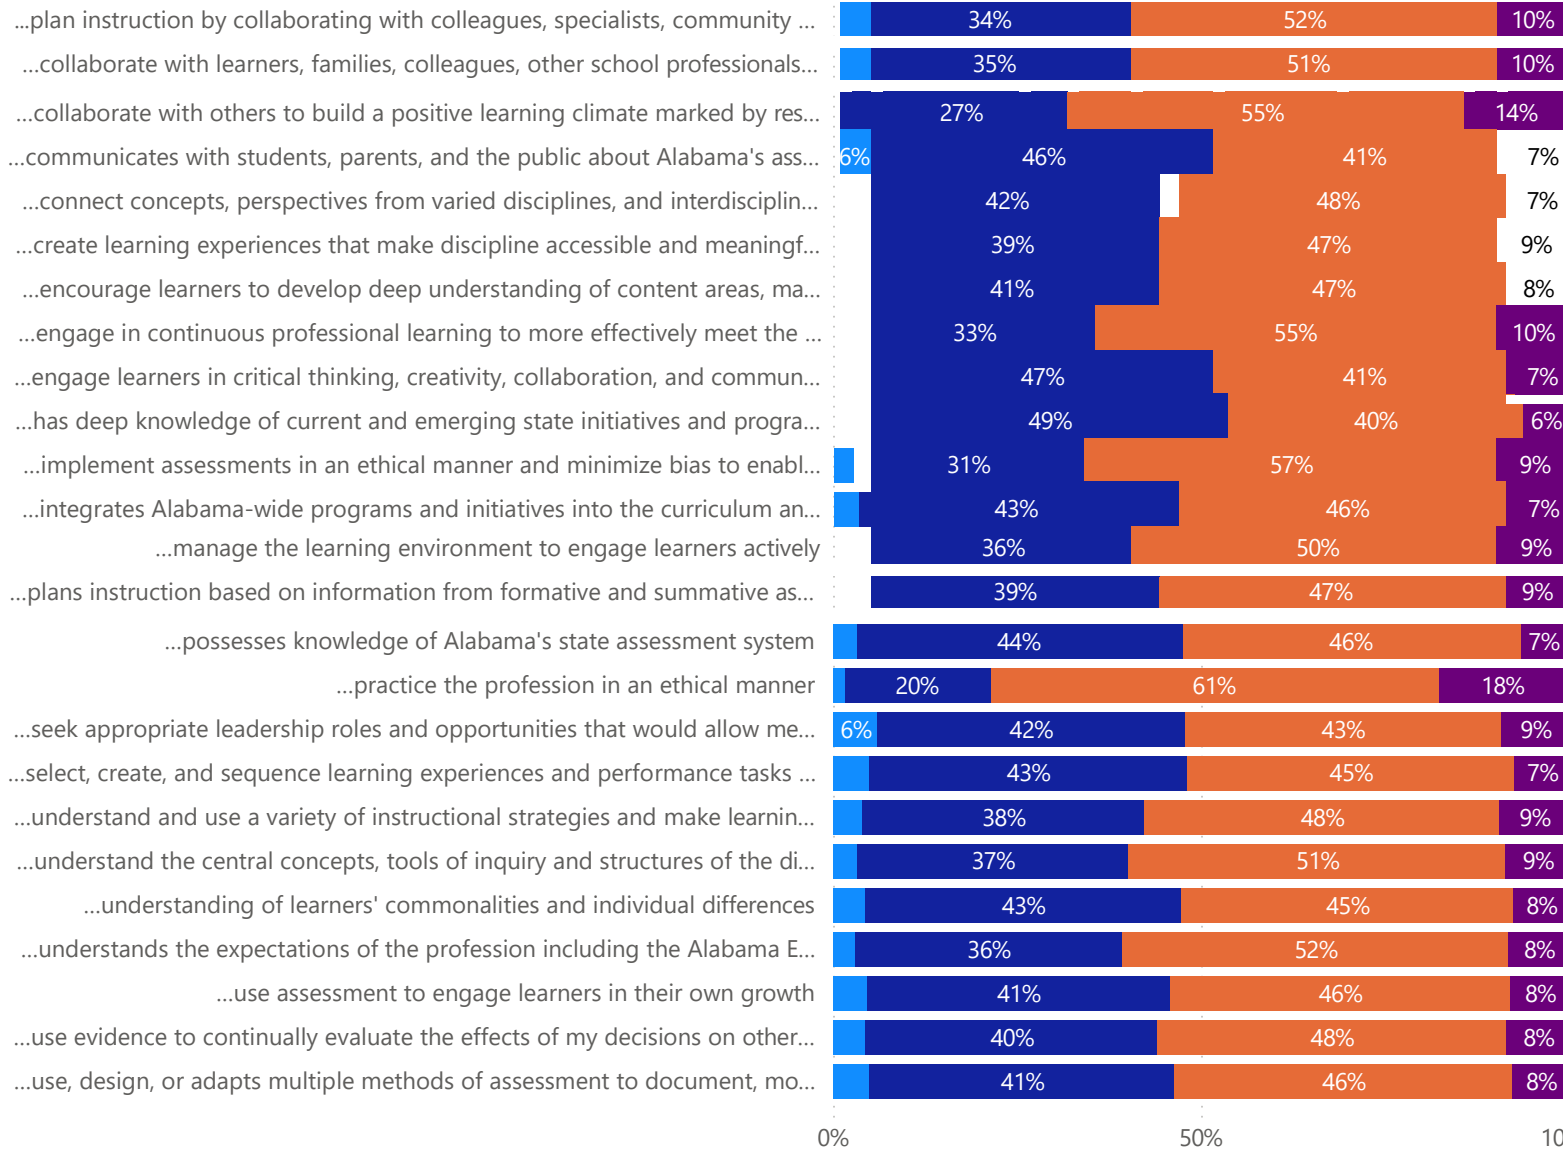 ...plan instruction by collaborating with colleagues, specialists, community ... 34% 52% 10%
...collaborate with learners, families, colleagues, other school professionals... 35% 51% 10%
...collaborate with others to build a positive learning climate marked by res... 27% 55% 14%
...communicates with students, parents, and the public about Alabama's ass... 6% 46% 41% 7%
...connect concepts, perspectives from varied disciplines, and interdisciplin... 42% 48% 7%
...create learning experiences that make discipline accessible and meaningf... 39% 47% 9%
...encourage learners to develop deep understanding of content areas, ma... 41% 47% 8%
...engage in continuous professional learning to more effectively meet the ... 33% 55% 10%
...engage learners in critical thinking, creativity, collaboration, and commun... 47% 41% 7%
...has deep knowledge of current and emerging state initiatives and progra... 49% 40% 6%
...implement assessments in an ethical manner and minimize bias to enabl... 31% 57% 9%
...integrates Alabama-wide programs and initiatives into the curriculum an... 43% 46% 7%
...manage the learning environment to engage learners actively 36% 50% 9%
...plans instruction based on information from formative and summative as... 39% 47% 9%
...possesses knowledge of Alabama's state assessment system 44% 46% 7%
...practice the profession in an ethical manner 20% 61% 18%
...seek appropriate leadership roles and opportunities that would allow me... 6% 42% 43% 9%
...select, create, and sequence learning experiences and performance tasks ... 43% 45% 7%
...understand and use a variety of instructional strategies and make learnin... 38% 48% 9%
...understand the central concepts, tools of inquiry and structures of the di... 37% 51% 9%
...understanding of learners' commonalities and individual differences 43% 45% 8%
...understands the expectations of the profession including the Alabama E... 36% 52% 8%
...use assessment to engage learners in their own growth 41% 46% 8%
...use evidence to continually evaluate the effects of my decisions on other... 40% 48% 8%
...use, design, or adapts multiple methods of assessment to document, mo... 41% 46% 8%
0% 50% 10